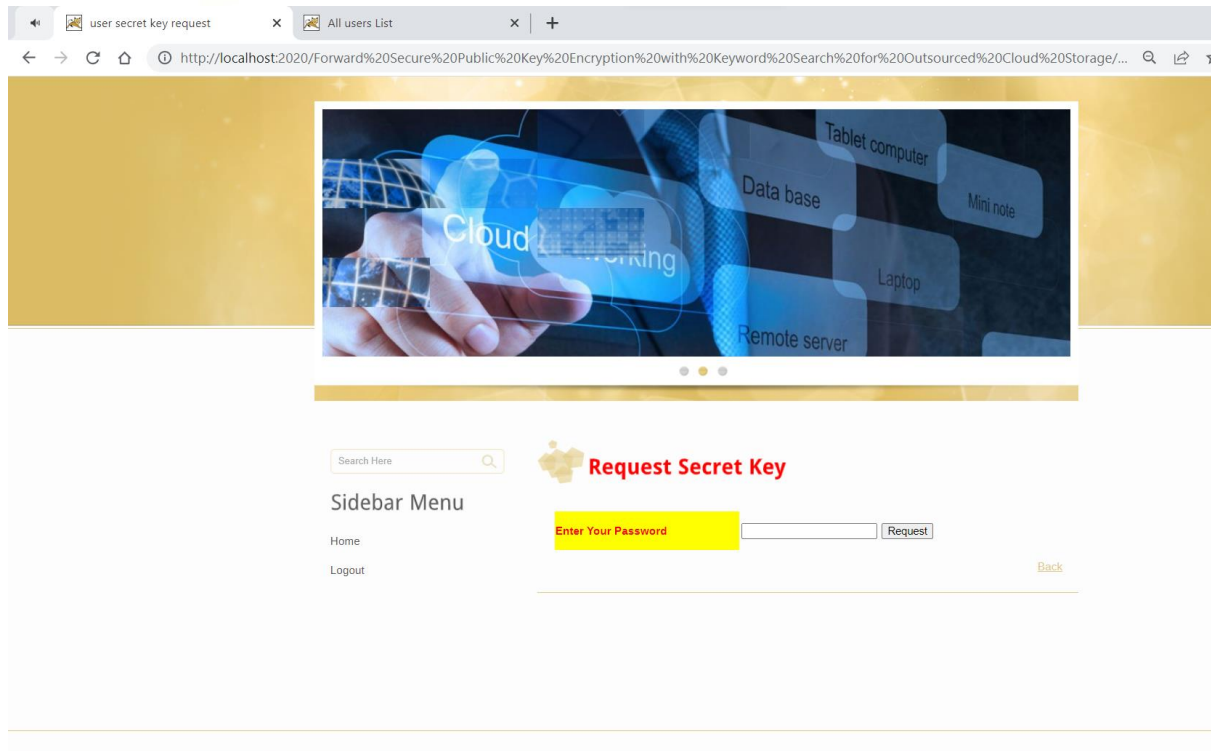 user secret key request
All users List
http://localhost:2020/Forward%20Secure%20Public%20Key%20Encryption%20with%20Keyword%20Search%20for%20Outsourced%20Cloud%20Storage/...
Tablet computer
Data base
Mini note
Cloud
Laptop
Remote server
Search Here
Request Secret Key
Sidebar Menu
Enter Your Password
Request
Home
Back
Logout